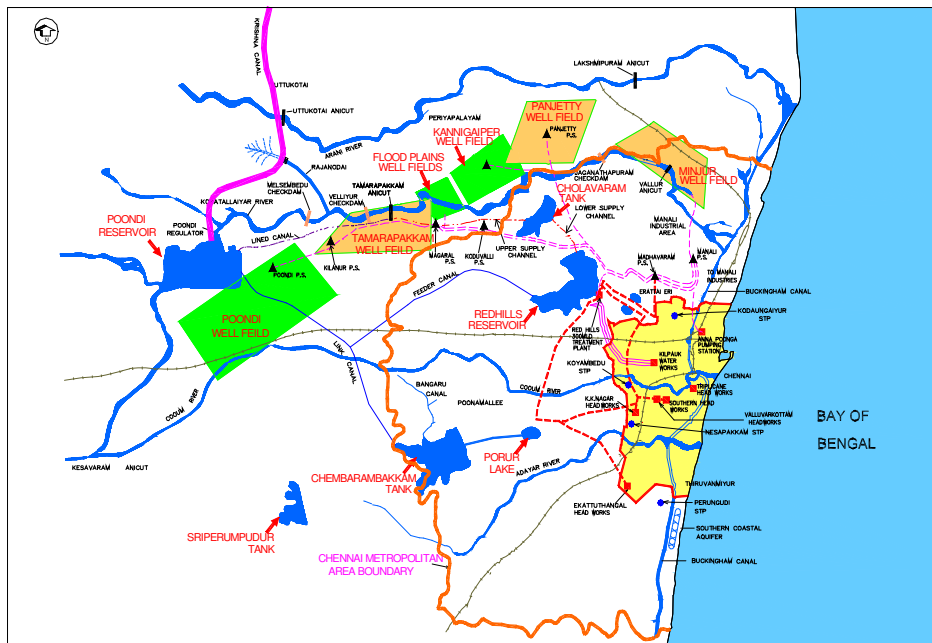 N
KRISHNA CANAL
UTTUKOTAI
UTTUKOTAI ANICUT
LAKSHMIPURAM ANICUT
PERIYAPALAYAM
ARANI RIVER
RAJANGDAI
PANJETTY
WELL FIELD
PANJETTY
P.S.
KANNIGAIPER
WELL FIELD
FLOOD PLAINS
WELL FIELDS
JAGANATHAPURAM
CHECKDAM
MINJUR
WELL FEILD
VALLUR
ANICUT
CHOLAVARAM
TANK
MELSEMBEDU
CHECKDAM
VELLIYUR
CHECKDAM
TAMARAPAKKAM
ANICUT
KORATALLAIYAR RIVER
LOWER SUPPLY
CHANNEL
POONDI
RESERVOIR
POONDI
REGULATOR
LINED CANAL
TAMARAPAKKAM
WELL FEILD
KILANUR P.S.
MAGARAL
P.S.
KODUVALLI
P.S.
UPPER SUPPLY
CHANNEL
MANALI
INDUSTRIAL
AREA
MADHAVARAM
P.S.
MANALI
P.S.
TO MANALI
INDUSTRIES
POONDI P.S.
FEEDER CANAL
ERATTAI ERI
BUCKINGHAM CANAL
REDHILLS
RESERVOIR
KODAUNGAIYUR
STP
POONDI
WELL FEILD
RED HILLS
300MLD
TREATMENT
PLANT
ANNA POONGA
PUMPING
STATION
LINK CANAL
KOYAMBEDU
STP
KILPAUK
WATER
WORKS
CHENNAI
COOUM RIVER
BANGARU
CANAL
POONAMALLEE
COOUM RIVER
TRIPLICANE
HEAD WORKS
K.K.NAGAR
HEADWORKS
SOUTHERN HEAD
WORKS
VALLUVARKOTTAM
HEADWORKS
BAY OF
BENGAL
NESAPAKKAM STP
KESAVARAM ANICUT
CHEMBARAMBAKKAM
TANK
PORUR
LAKE
ADAYAR RIVER
THIRUVANMIYUR
EKATTUTHANGAL
HEAD WORKS
PERUNGUDI
STP
SRIPERUMPUDUR
TANK
SOUTHERN COASTAL
AQUIFER
CHENNAI METROPOLITAN
AREA BOUNDARY
BUCKINGHAM CANAL